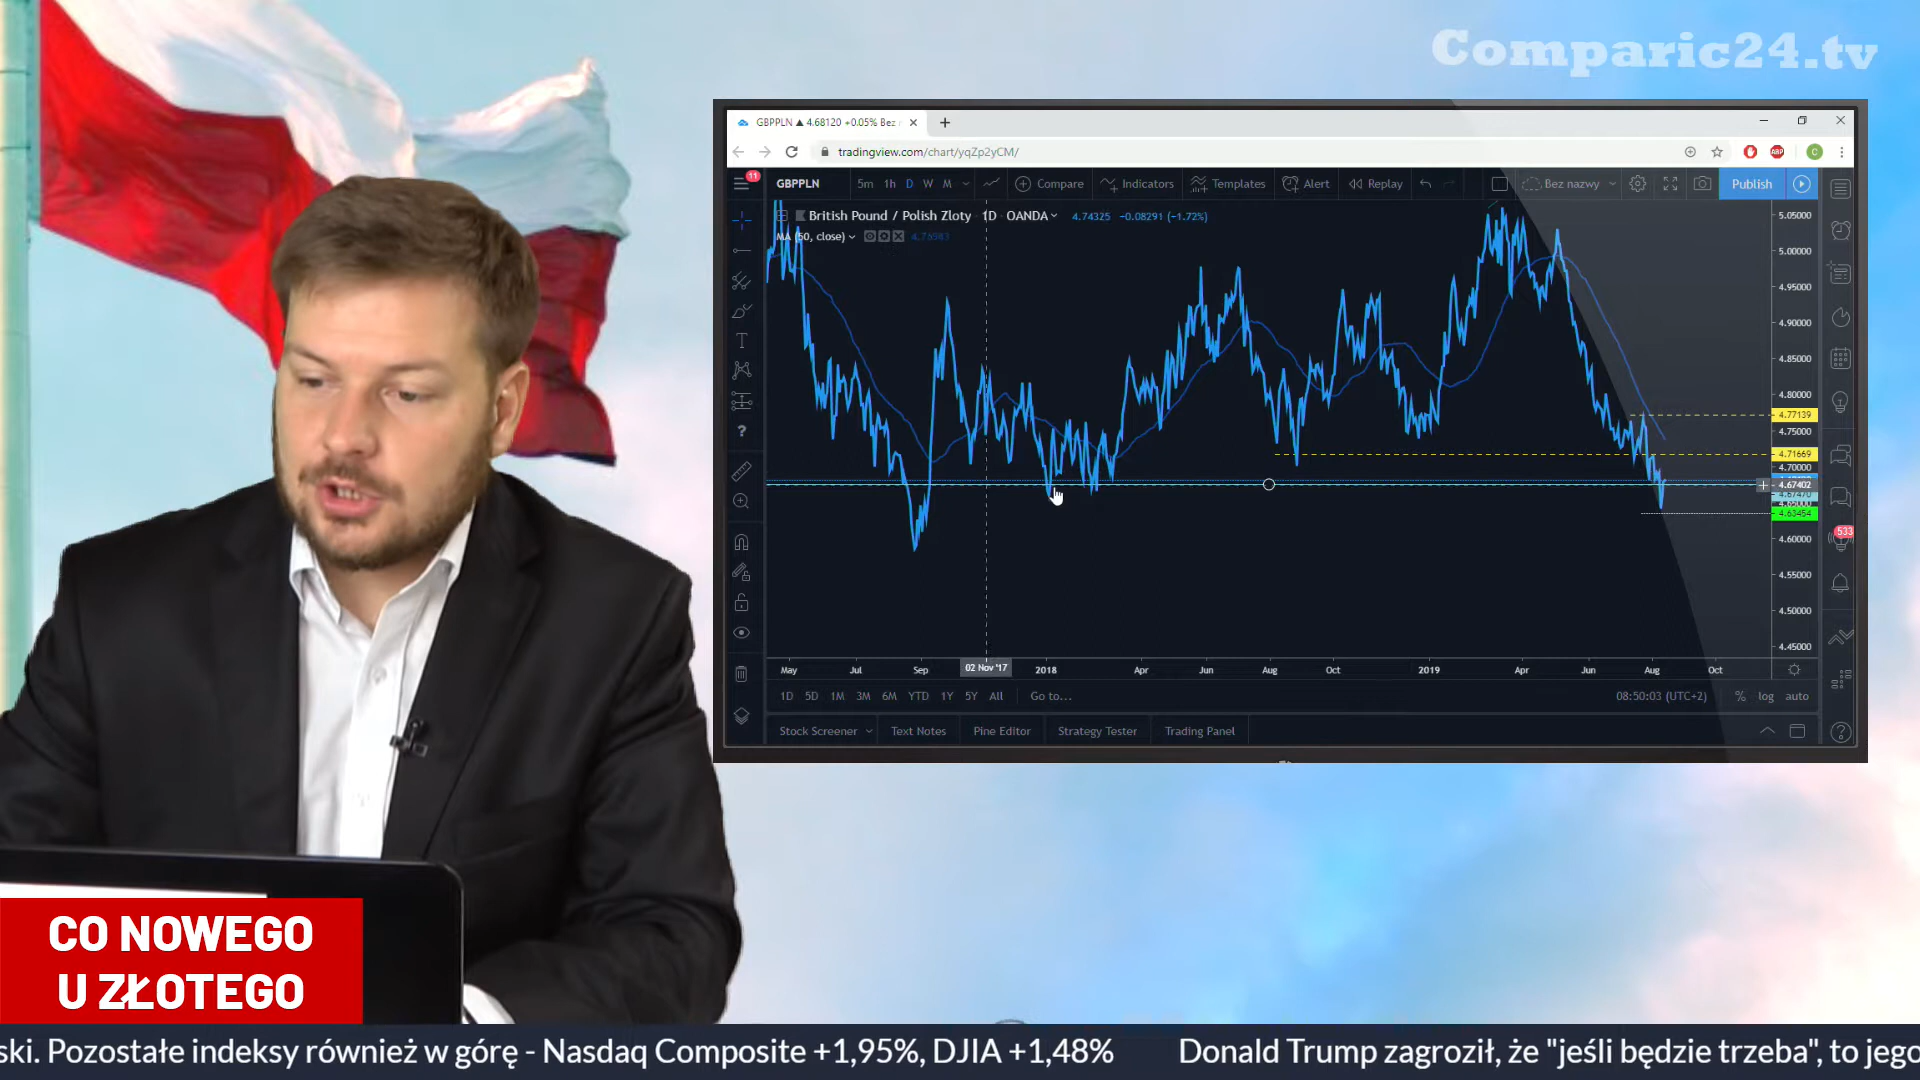 Comparic24.tv
GBPPLN ▲ 4.68120 +0.05% Bez
tradingview.com/chart/yqZp2yCM/
ABP
C
11
GBPPLN 5m 1h D W M Compare Indicators Templates Alert Replay Bez nazwy Publish
British Pound / Polish Zloty 1D OANDA 4.74325 −0.08291 (−1.72%)
MA (50, close) 4.76983
5.05000
5.00000
4.95000
4.90000
4.85000
4.80000
4.77139
4.75000
4.71669
4.70000
4.67402
4.67470
4.63454
4.60000
4.55000
4.50000
4.45000
533
May Jul Sep 02 Nov '17 2018 Apr Jun Aug Oct 2019 Apr Jun Aug Oct
1D 5D 1M 3M 6M YTD 1Y 5Y All Go to... 08:50:03 (UTC+2) % log auto
Stock Screener Text Notes Pine Editor Strategy Tester Trading Panel
CO NOWEGO
U ZŁOTEGO
ski. Pozostałe indeksy również w górę - Nasdaq Composite +1,95%, DJIA +1,48% Donald Trump zagroził, że "jeśli będzie trzeba", to jego